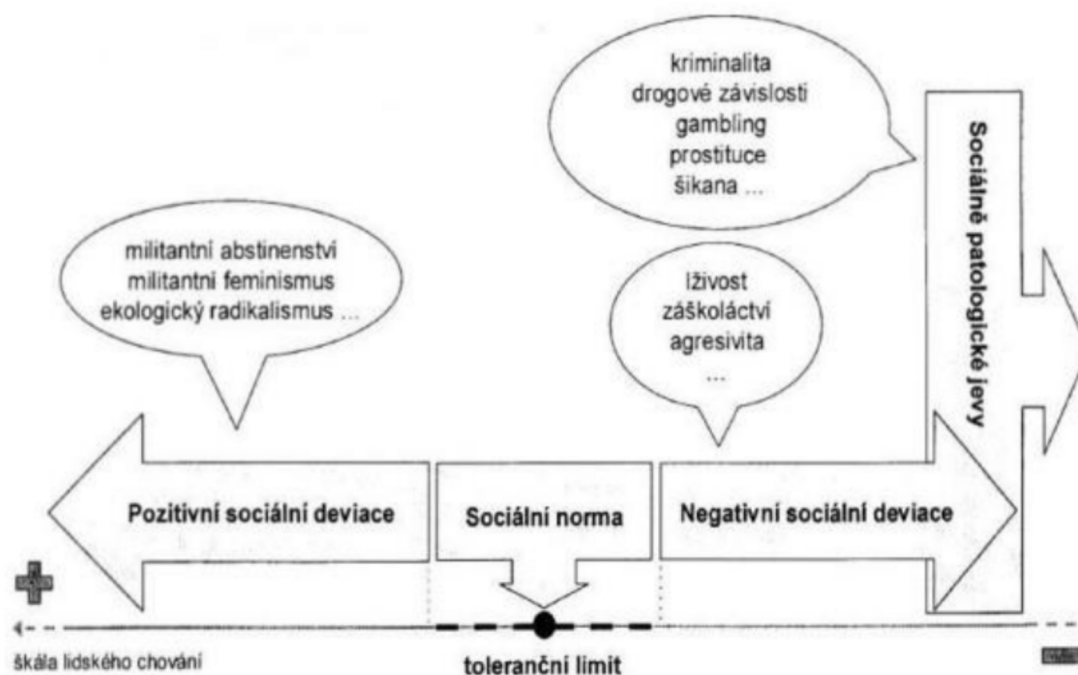 kriminalita
drogové závislosti
gambling
prostituce
šikana ...
Sociálně patologické jevy
militantní abstinenství
militantní feminismus
ekologický radikalismus ...
lživost
záškoláctví
agresivita
...
Pozitivní sociální deviace
Sociální norma
Negativní sociální deviace
škála lidského chování
toleranční limit